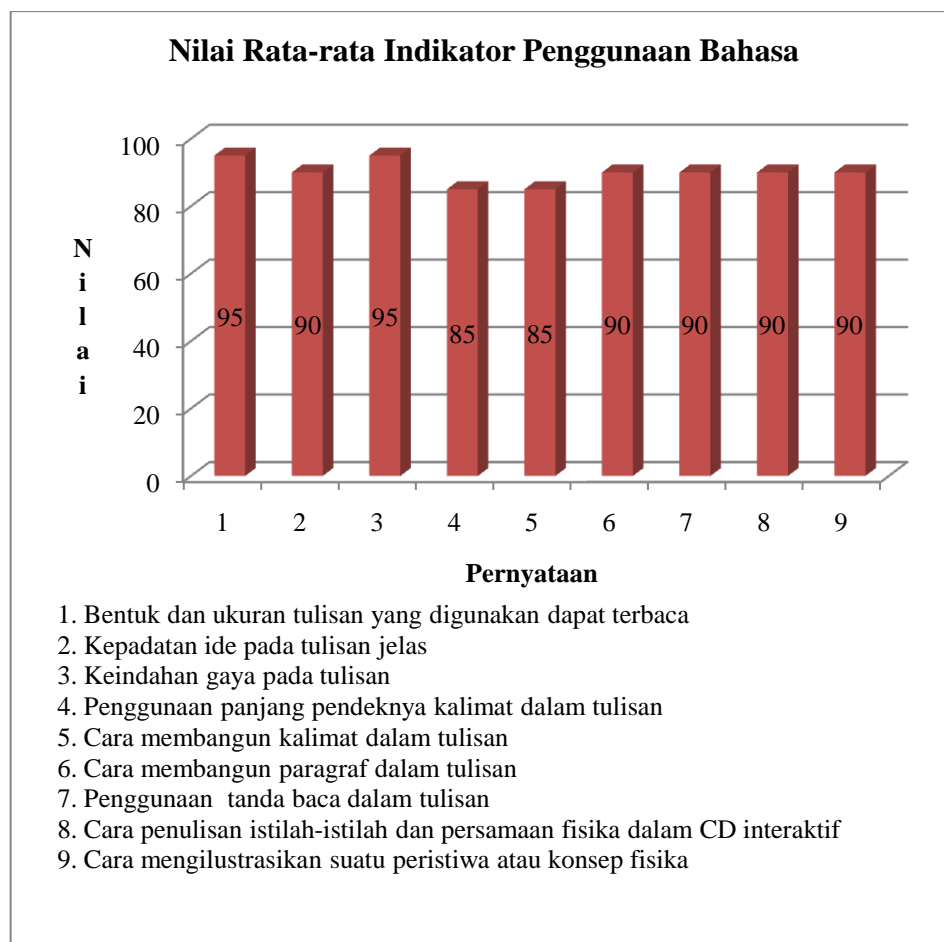 Nilai Rata-rata Indikator Penggunaan Bahasa
Nilai
100
80
60
40
20
0
95
90
95
85
85
90
90
90
90
1 2 3 4 5 6 7 8 9
Pernyataan
1. Bentuk dan ukuran tulisan yang digunakan dapat terbaca
2. Kepadatan ide pada tulisan jelas
3. Keindahan gaya pada tulisan
4. Penggunaan panjang pendeknya kalimat dalam tulisan
5. Cara membangun kalimat dalam tulisan
6. Cara membangun paragraf dalam tulisan
7. Penggunaan  tanda baca dalam tulisan
8. Cara penulisan istilah-istilah dan persamaan fisika dalam CD interaktif
9. Cara mengilustrasikan suatu peristiwa atau konsep fisika